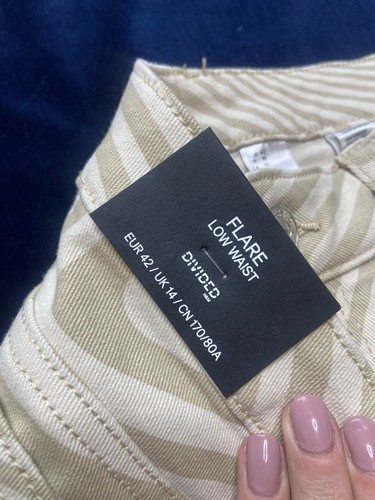 FLARE
LOW WAIST
DIVIDED
H&M
EUR 42 / UK 14 / CN 170/80A